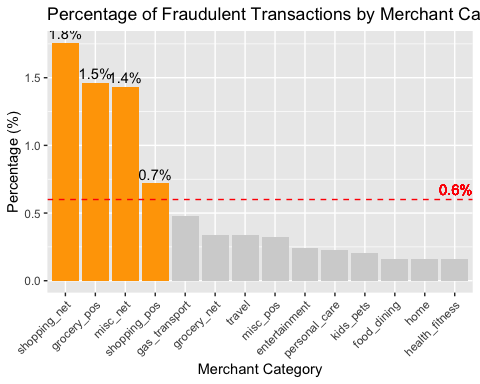 Percentage of Fraudulent Transactions by Merchant Ca
1.8%
1.5%
1.4%
0.7%
0.6%
Percentage (%)
1.5
1.0
0.5
0.0
shopping_net
grocery_pos
misc_net
shopping_pos
gas_transport
grocery_net
travel
misc_pos
entertainment
personal_care
kids_pets
food_dining
home
health_fitness
Merchant Category